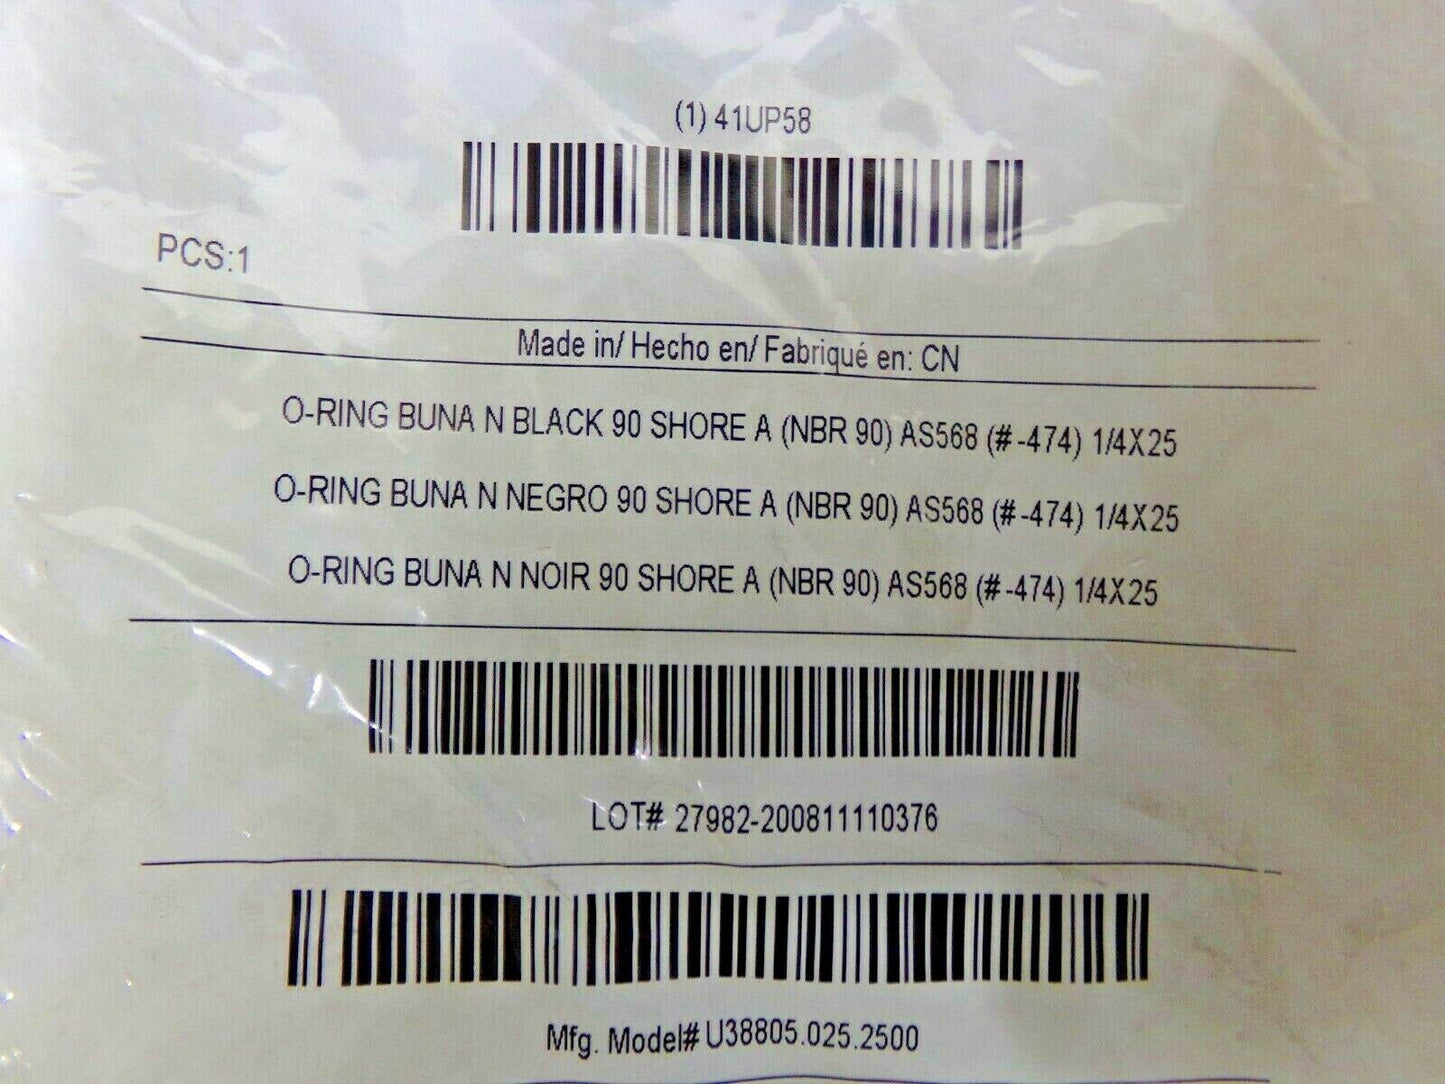 (1) 41UP58
PCS:1
Made in/ Hecho en/ Fabriqué en: CN
O-RING BUNA N BLACK 90 SHORE A (NBR 90) AS568 (#-474) 1/4X25
O-RING BUNA N NEGRO 90 SHORE A (NBR 90) AS568 (#-474) 1/4X25
O-RING BUNA N NOIR 90 SHORE A (NBR 90) AS568 (#-474) 1/4X25
LOT# 27982-200811110376
Mfg. Model# U38805.025.2500